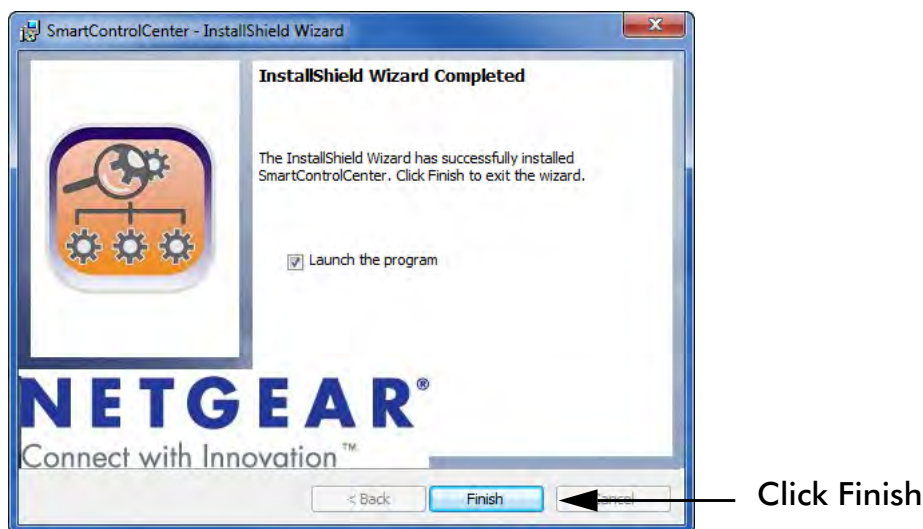 SmartControlCenter - InstallShield Wizard
InstallShield Wizard Completed
The InstallShield Wizard has successfully installed
SmartControlCenter. Click Finish to exit the wizard.
Launch the program
NETGEAR®
Connect with Innovation™
< Back
Finish
Cancel
Click Finish